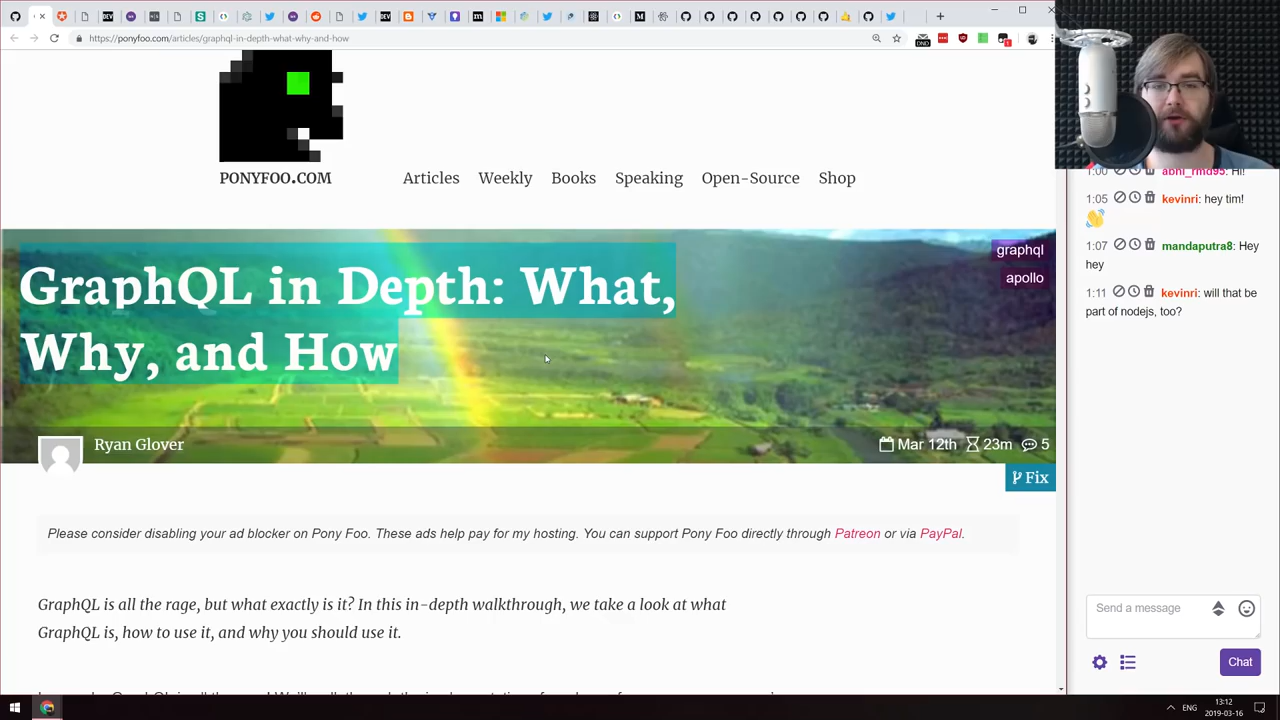 https://ponyfoo.com/articles/graphql-in-depth-what-why-and-how
DND
PONYFOO.COM
Articles Weekly Books Speaking Open-Source Shop
graphql
apollo
GraphQL in Depth: What,
Why, and How
Ryan Glover
Mar 12th 23m 5
Fix
Please consider disabling your ad blocker on Pony Foo. These ads help pay for my hosting. You can support Pony Foo directly through Patreon or via PayPal.
GraphQL is all the rage, but what exactly is it? In this in-depth walkthrough, we take a look at what
GraphQL is, how to use it, and why you should use it.
1:00 abhi_rmd95: Hi!
1:05 kevinri: hey tim!
1:07 mandaputra8: Hey
hey
1:11 kevinri: will that be
part of nodejs, too?
Send a message
Chat
ENG
13:12
2019-03-16